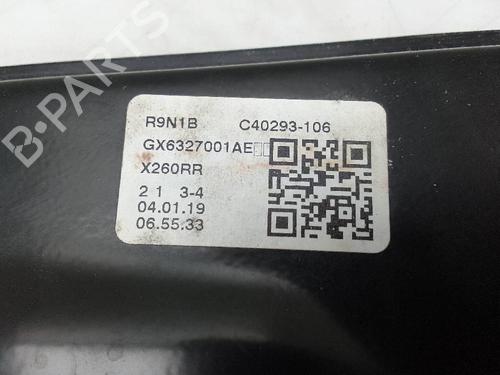 B-PARTS
R9N1B C40293-106
GX6327001AE□□
X260RR
2 1 3-4
04.01.19
06.55.33